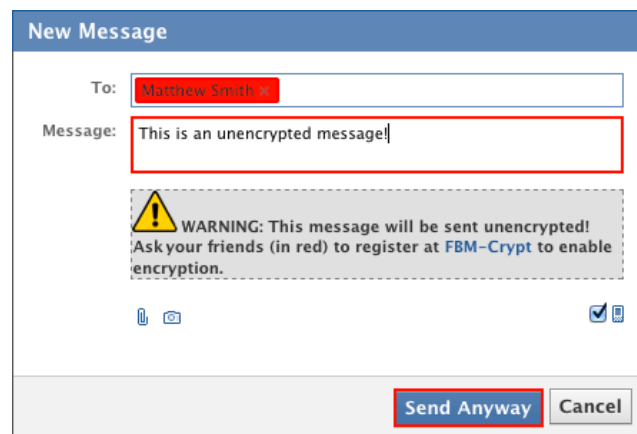 New Message
To: Matthew Smith ×
Message: This is an unencrypted message!
WARNING: This message will be sent unencrypted!
Ask your friends (in red) to register at FBM-Crypt to enable
encryption.
Send Anyway Cancel